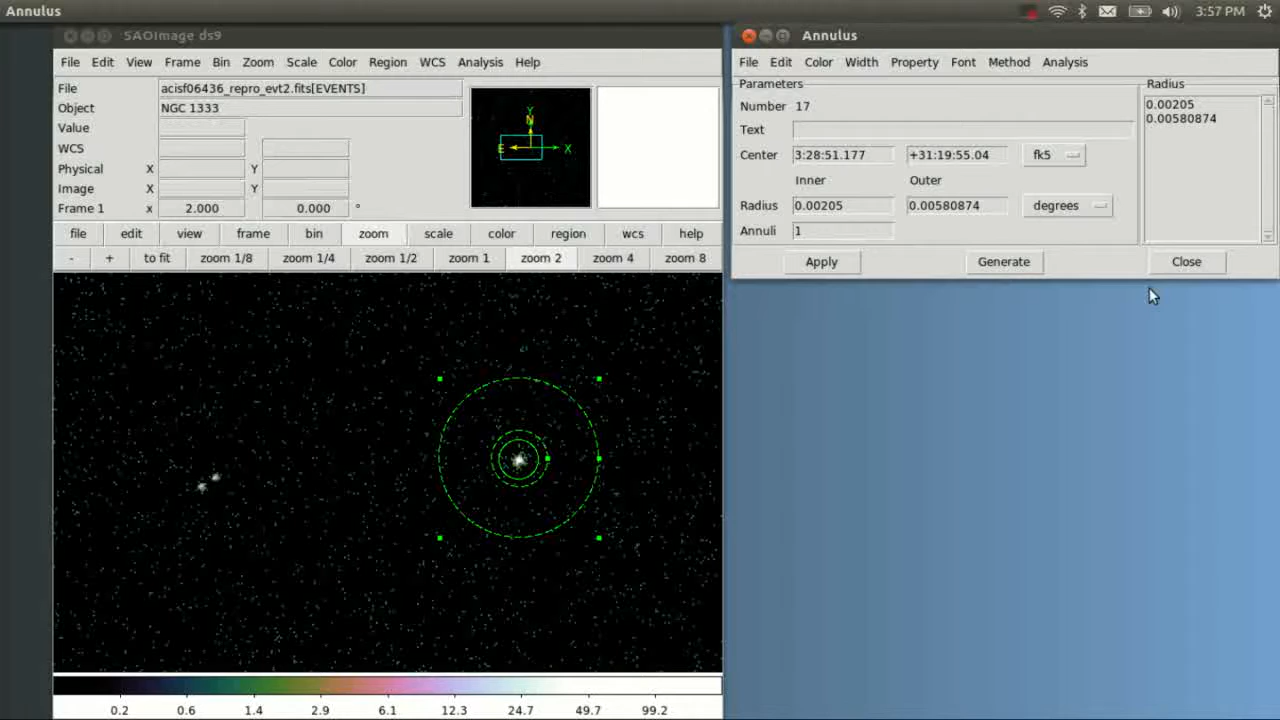 Annulus
3:57 PM
SAOImage ds9
File Edit View Frame Bin Zoom Scale Color Region WCS Analysis Help
File acisf06436_repro_evt2.fits[EVENTS]
Object NGC 1333
Value
WCS
Physical X Y
Image X Y
Frame 1 x 2.000 0.000 °
Y
N
E X
file edit view frame bin zoom scale color region wcs help
- + to fit zoom 1/8 zoom 1/4 zoom 1/2 zoom 1 zoom 2 zoom 4 zoom 8
0.2 0.6 1.4 2.9 6.1 12.3 24.7 49.7 99.2
Annulus
File Edit Color Width Property Font Method Analysis
Parameters
Number 17
Text
Center 3:28:51.177 +31:19:55.04 fk5
Inner Outer
Radius 0.00205 0.00580874 degrees
Annuli 1
Radius
0.00205
0.00580874
Apply Generate Close